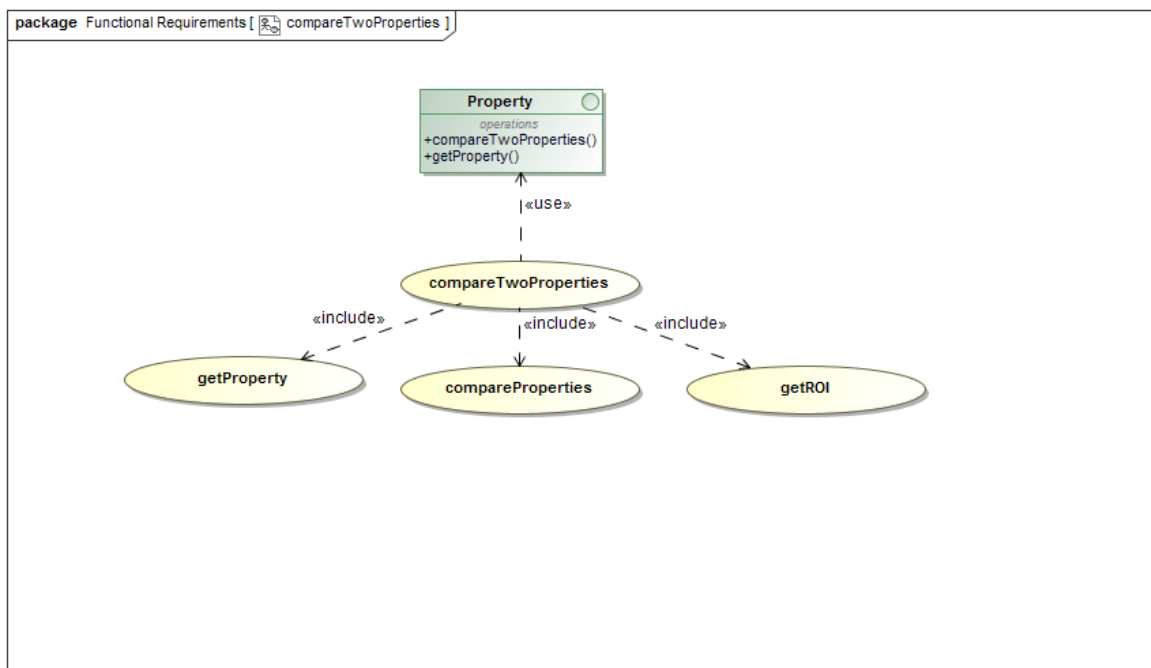 package Functional Requirements [ compareTwoProperties ]
Property
operations
+compareTwoProperties()
+getProperty()
«use»
compareTwoProperties
«include»
«include»
«include»
getProperty
compareProperties
getROI